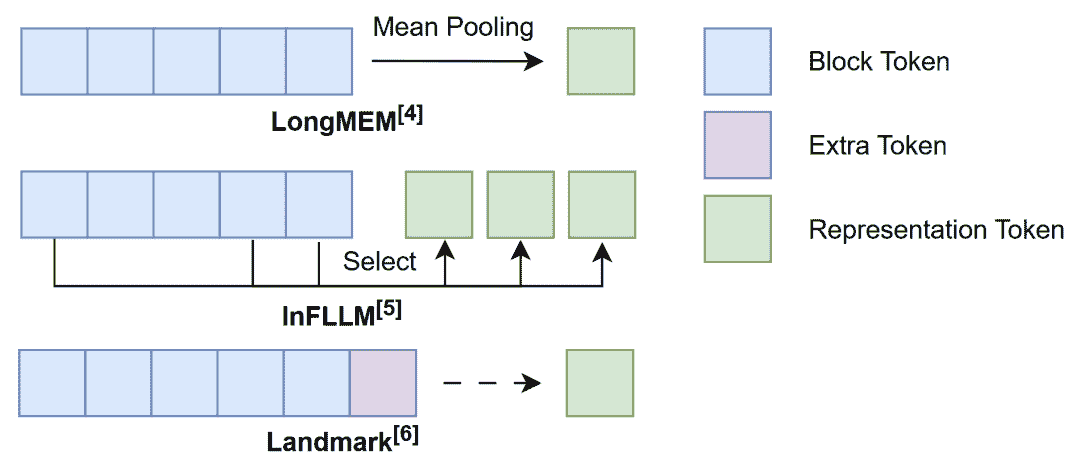 Mean Pooling
LongMEM[4]
Select
InFLLM[5]
Landmark[6]
Block Token
Extra Token
Representation Token